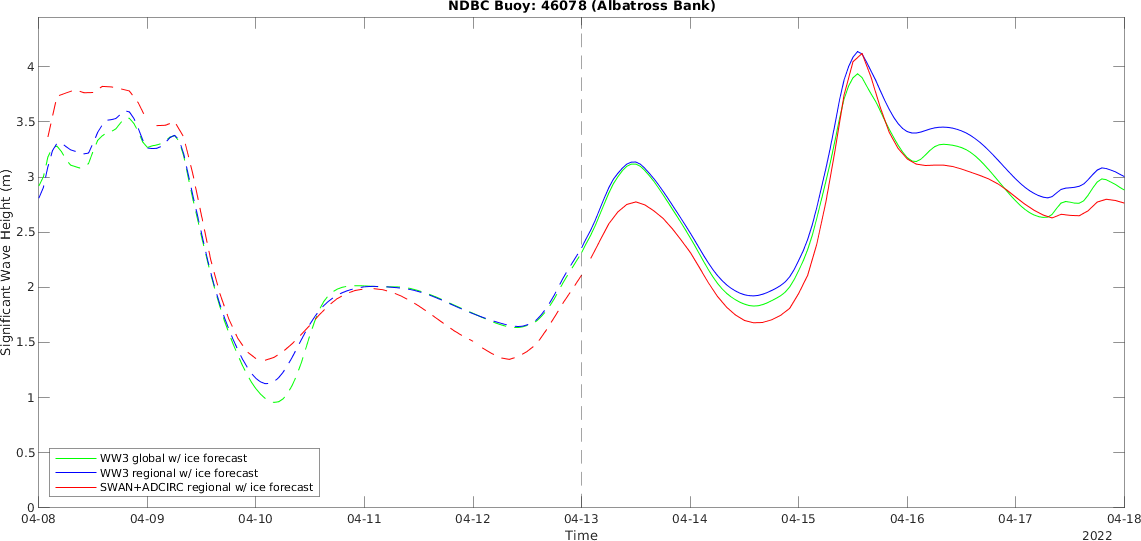 NDBC Buoy: 46078 (Albatross Bank)
Significant Wave Height (m)
4
3.5
3
2.5
2
1.5
1
0.5
0
WW3 global w/ ice forecast
WW3 regional w/ ice forecast
SWAN+ADCIRC regional w/ ice forecast
04-08 04-09 04-10 04-11 04-12 04-13 04-14 04-15 04-16 04-17 04-18
Time
2022